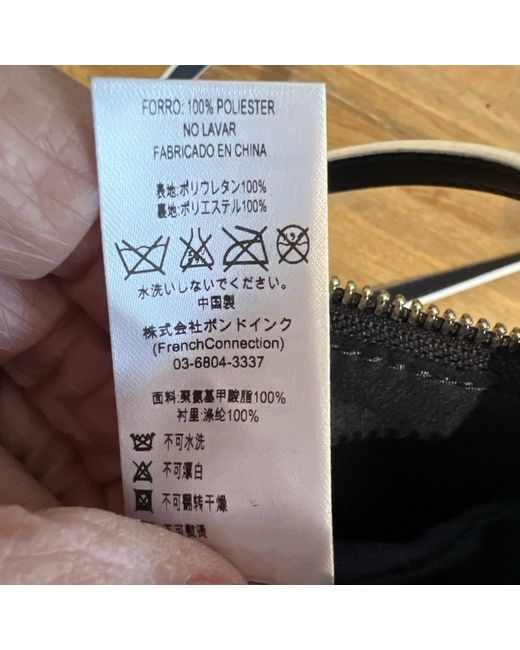 FORRO: 100% POLIESTER
NO LAVAR
FABRICADO EN CHINA
表地:ポリウレタン100%
裏地:ポリエステル100%
水洗いしないでください。
中国製
株式会社ボンドインク
(FrenchConnection)
03-6804-3337
面料:聚氨基甲酸脂100%
衬里:涤纶100%
不可水洗
不可漂白
不可翻转干燥
不可熨烫